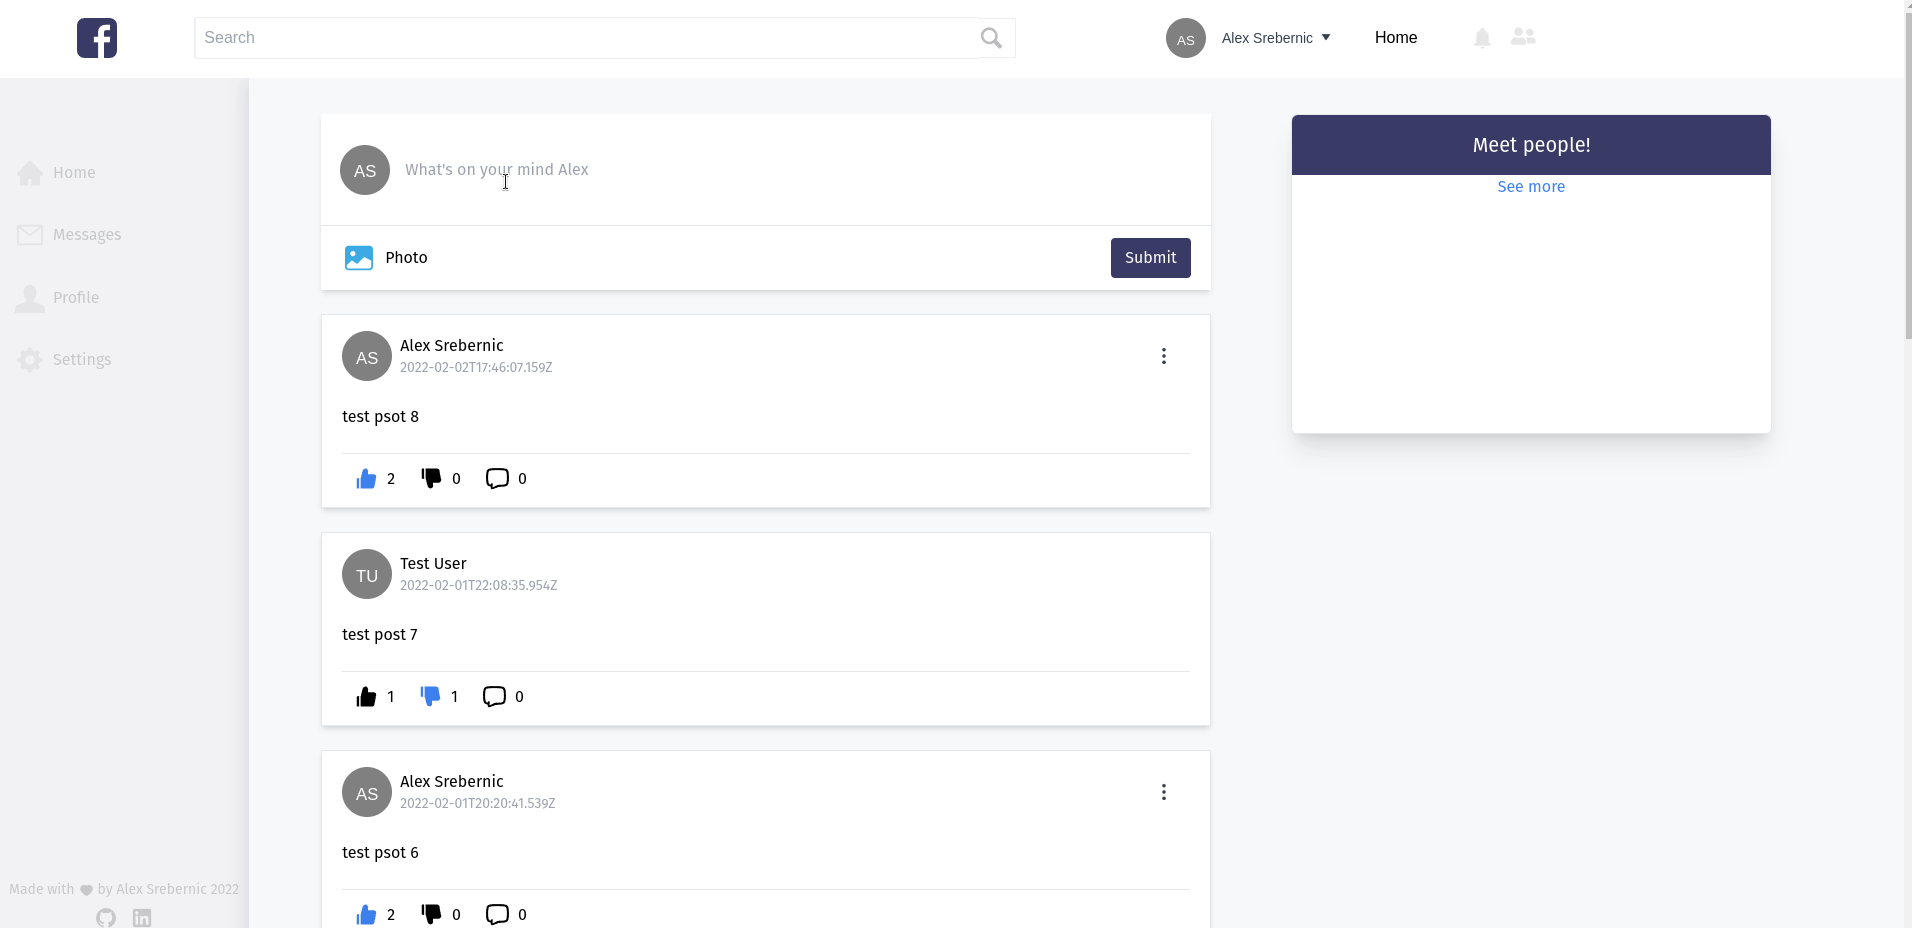 Search
AS
Alex Srebernic
Home
Home
Messages
Profile
Settings
Made with by Alex Srebernic 2022
AS
What's on your mind Alex
Photo
Submit
AS
Alex Srebernic
2022-02-02T17:46:07.159Z
test psot 8
2 0 0
TU
Test User
2022-02-01T22:08:35.954Z
test post 7
1 1 0
AS
Alex Srebernic
2022-02-01T20:20:41.539Z
test psot 6
2 0 0
Meet people!
See more